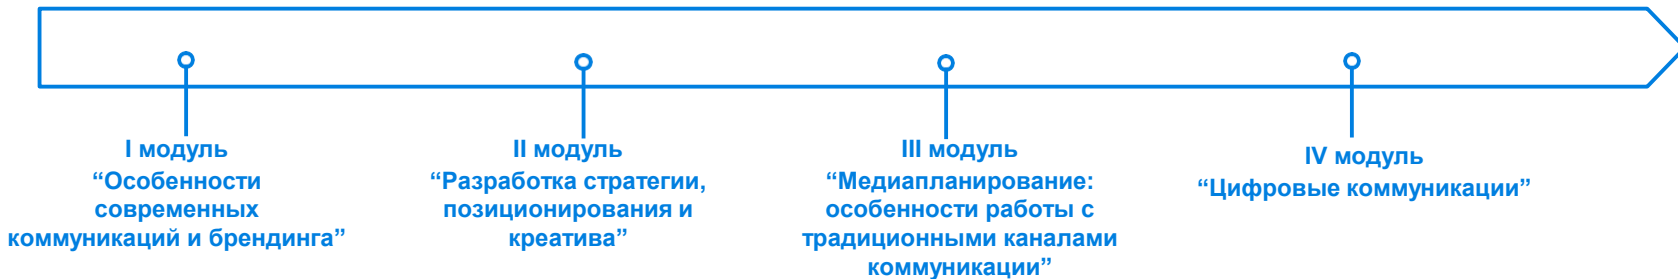 I модуль
“Особенности
современных
коммуникаций и брендинга”
II модуль
“Разработка стратегии,
позиционирования и
креатива”
III модуль
“Медиапланирование:
особенности работы с
традиционными каналами
коммуникации”
IV модуль
“Цифровые коммуникации”